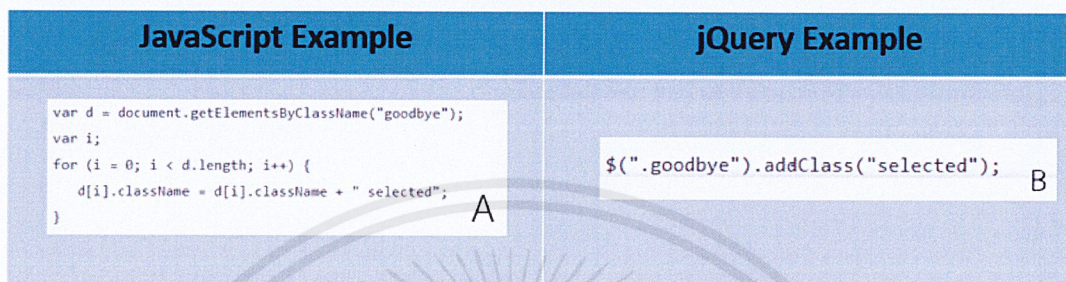 JavaScript Example
jQuery Example
var d = document.getElementsByClassName("goodbye");
var i;
for (i = 0; i < d.length; i++) {
d[i].className = d[i].className + " selected";
}
A
$(".goodbye").addClass("selected");
B